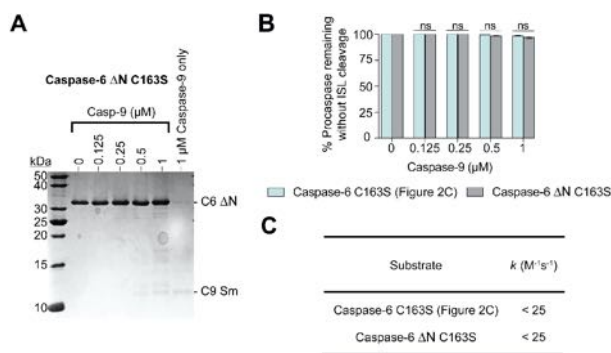 A
Caspase-6 ΔN C163S
Casp-9 (µM)
0
0.125
0.25
0.5
1
1 µM Caspase-9 only
kDa
50
40
30
25
20
15
10
C6 ΔN
C9 Sm
B
% Procaspase remaining
without ISL cleavage
100
75
50
25
0
ns
ns
ns
ns
0
0.125
0.25
0.5
1
Caspase-9 (µM)
Caspase-6 C163S (Figure 2C)
Caspase-6 ΔN C163S
C
Substrate
k (M⁻¹s⁻¹)
Caspase-6 C163S (Figure 2C)
< 25
Caspase-6 ΔN C163S
< 25